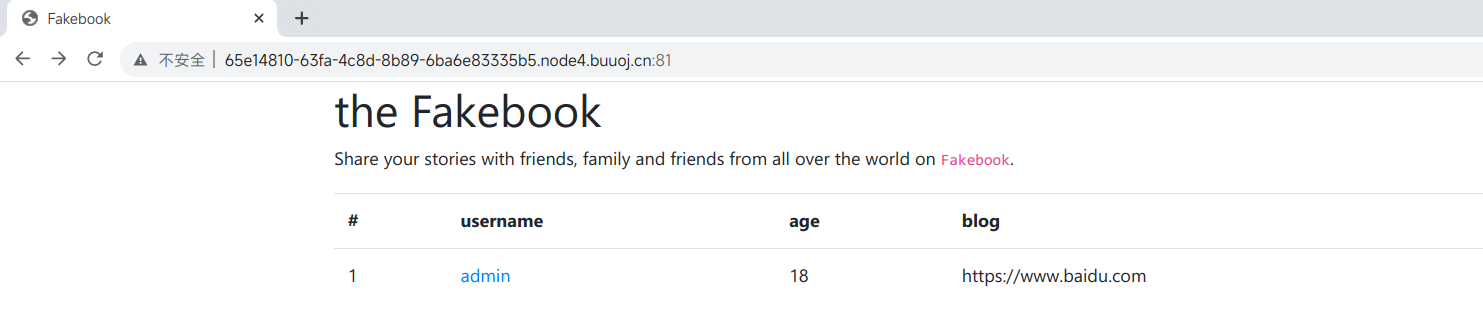 Fakebook
不安全 | 65e14810-63fa-4c8d-8b89-6ba6e83335b5.node4.buuoj.cn:81
the Fakebook
Share your stories with friends, family and friends from all over the world on Fakebook.
# username age blog
1 admin 18 https://www.baidu.com